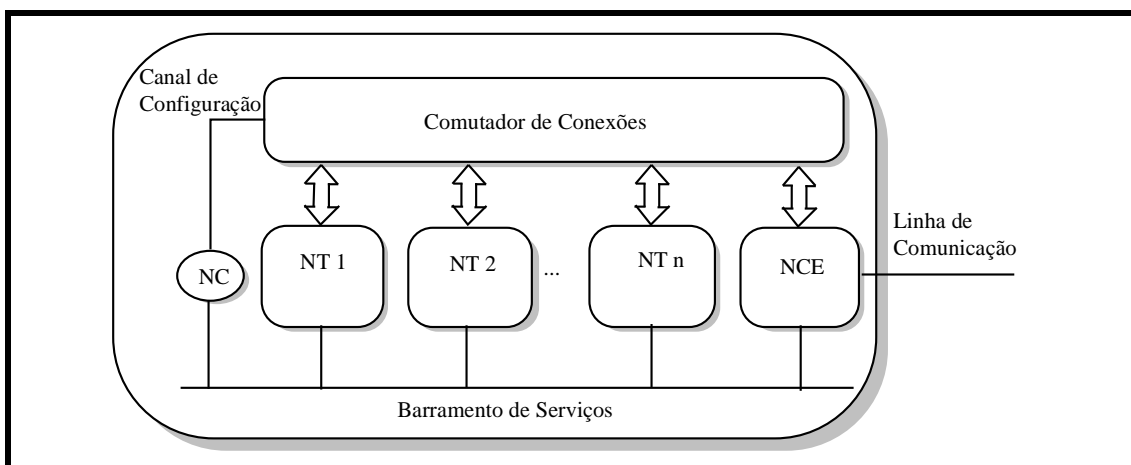 Canal de
Configuração
Comutador de Conexões
Linha de
Comunicação
NC
NT 1
NT 2
...
NT n
NCE
Barramento de Serviços